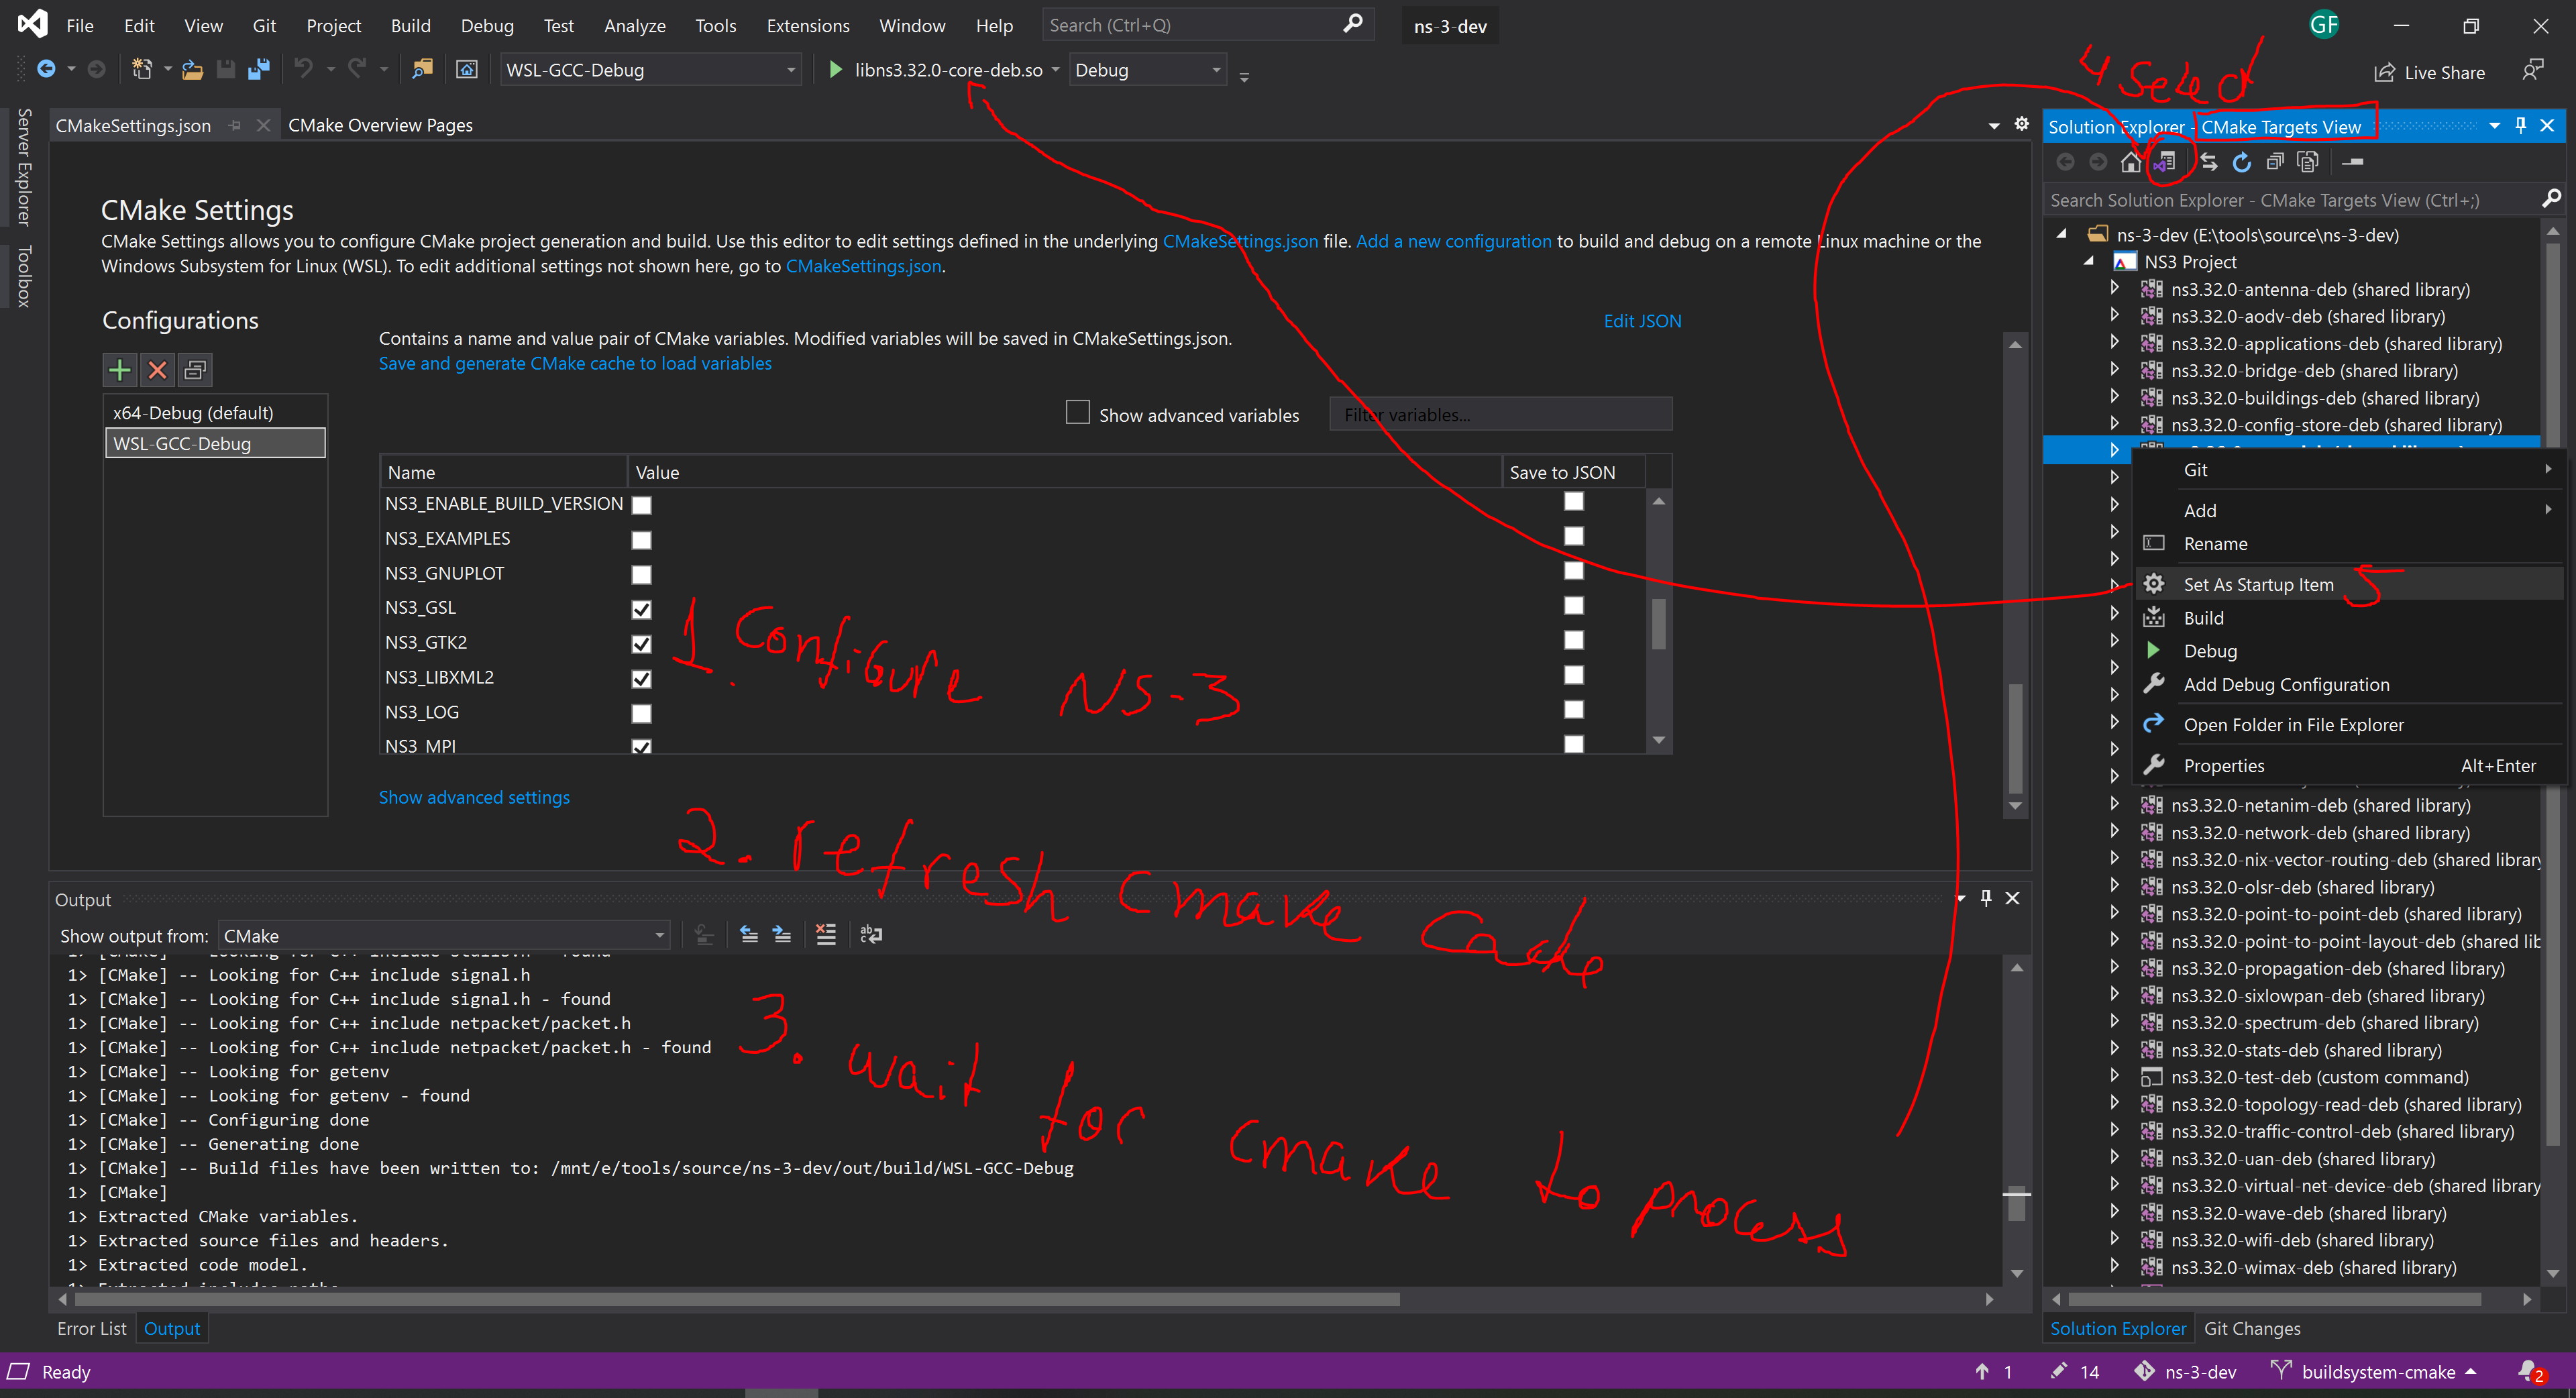 File Edit View Git Project Build Debug Test Analyze Tools Extensions Window Help Search (Ctrl+Q) ns-3-dev GF
WSL-GCC-Debug libns3.32.0-core-deb.so Debug Live Share
4 Select
Server Explorer
Toolbox
CMakeSettings.json CMake Overview Pages
CMake Settings
CMake Settings allows you to configure CMake project generation and build. Use this editor to edit settings defined in the underlying CMakeSettings.json file. Add a new configuration to build and debug on a remote Linux machine or the
Windows Subsystem for Linux (WSL). To edit additional settings not shown here, go to CMakeSettings.json.
Configurations
x64-Debug (default)
WSL-GCC-Debug
Edit JSON
Contains a name and value pair of CMake variables. Modified variables will be saved in CMakeSettings.json.
Save and generate CMake cache to load variables
Show advanced variables Filter variables...
Name Value Save to JSON
NS3_ENABLE_BUILD_VERSION
NS3_EXAMPLES
NS3_GNUPLOT
NS3_GSL
NS3_GTK2
NS3_LIBXML2
NS3_LOG
NS3_MPI
1. Configure NS-3
Show advanced settings
2. refresh Cmake Cache
3. wait for cmake to process
Output
Show output from: CMake
1> [CMake] -- Looking for C++ include signal.h
1> [CMake] -- Looking for C++ include signal.h - found
1> [CMake] -- Looking for C++ include netpacket/packet.h
1> [CMake] -- Looking for C++ include netpacket/packet.h - found
1> [CMake] -- Looking for getenv
1> [CMake] -- Looking for getenv - found
1> [CMake] -- Configuring done
1> [CMake] -- Generating done
1> [CMake] -- Build files have been written to: /mnt/e/tools/source/ns-3-dev/out/build/WSL-GCC-Debug
1> [CMake]
1> Extracted CMake variables.
1> Extracted source files and headers.
1> Extracted code model.
1> Extracted includes paths.
Error List Output
Solution Explorer - CMake Targets View
Search Solution Explorer - CMake Targets View (Ctrl+;)
ns-3-dev (E:\tools\source\ns-3-dev)
NS3 Project
ns3.32.0-antenna-deb (shared library)
ns3.32.0-aodv-deb (shared library)
ns3.32.0-applications-deb (shared library)
ns3.32.0-bridge-deb (shared library)
ns3.32.0-buildings-deb (shared library)
ns3.32.0-config-store-deb (shared library)
Git
Add
Rename
Set As Startup Item 5
Build
Debug
Add Debug Configuration
Open Folder in File Explorer
Properties Alt+Enter
ns3.32.0-netanim-deb (shared library)
ns3.32.0-network-deb (shared library)
ns3.32.0-nix-vector-routing-deb (shared library
ns3.32.0-olsr-deb (shared library)
ns3.32.0-point-to-point-deb (shared library)
ns3.32.0-point-to-point-layout-deb (shared lib
ns3.32.0-propagation-deb (shared library)
ns3.32.0-sixlowpan-deb (shared library)
ns3.32.0-spectrum-deb (shared library)
ns3.32.0-stats-deb (shared library)
ns3.32.0-test-deb (custom command)
ns3.32.0-topology-read-deb (shared library)
ns3.32.0-traffic-control-deb (shared library)
ns3.32.0-uan-deb (shared library)
ns3.32.0-virtual-net-device-deb (shared library
ns3.32.0-wave-deb (shared library)
ns3.32.0-wifi-deb (shared library)
ns3.32.0-wimax-deb (shared library)
Solution Explorer Git Changes
Ready 1 14 ns-3-dev buildsystem-cmake 2